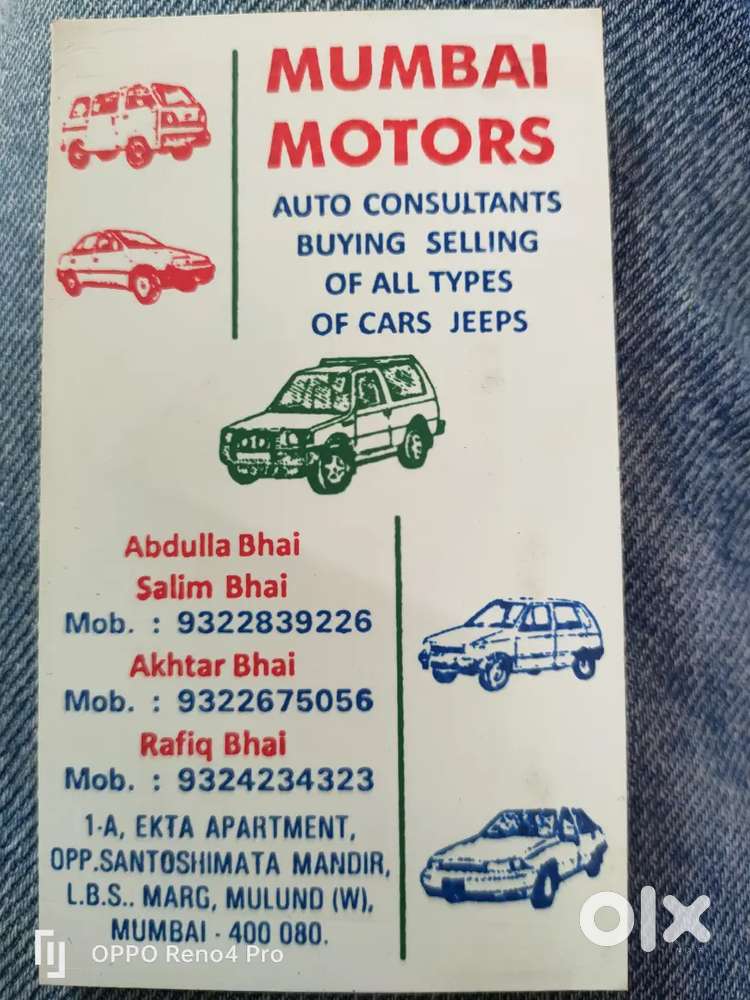 MUMBAI
MOTORS
AUTO CONSULTANTS
BUYING SELLING
OF ALL TYPES
OF CARS JEEPS
Abdulla Bhai
Salim Bhai
Mob. : 9322839226
Akhtar Bhai
Mob. : 9322675056
Rafiq Bhai
Mob. : 9324234323
1-A, EKTA APARTMENT,
OPP.SANTOSHIMATA MANDIR,
L.B.S.. MARG, MULUND (W),
MUMBAI - 400 080.
OPPO Reno4 Pro
olx